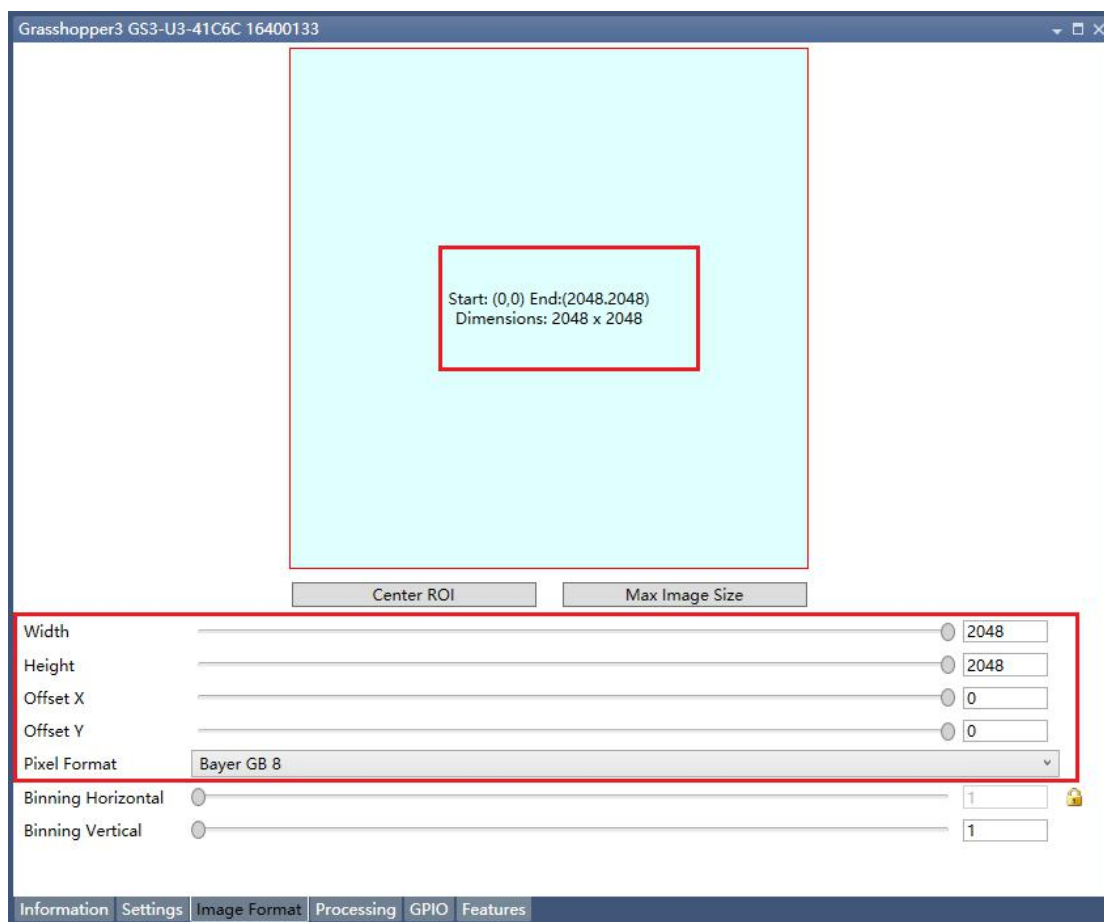 Grasshopper3 GS3-U3-41C6C 16400133
Start: (0,0) End:(2048.2048)
Dimensions: 2048 x 2048
Center ROI Max Image Size
Width 2048
Height 2048
Offset X 0
Offset Y 0
Pixel Format Bayer GB 8
Binning Horizontal 1
Binning Vertical 1
Information Settings Image Format Processing GPIO Features